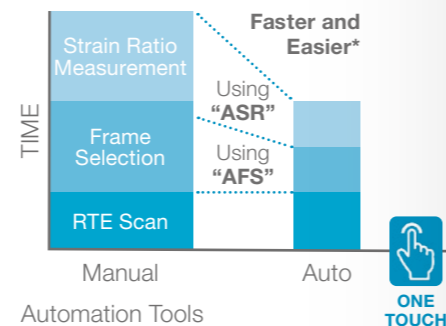 Faster and
Easier*
Strain Ratio
Measurement
Using
“ASR”
Frame
Selection
Using
“AFS”
RTE Scan
TIME
Manual
Auto
Automation Tools
ONE
TOUCH